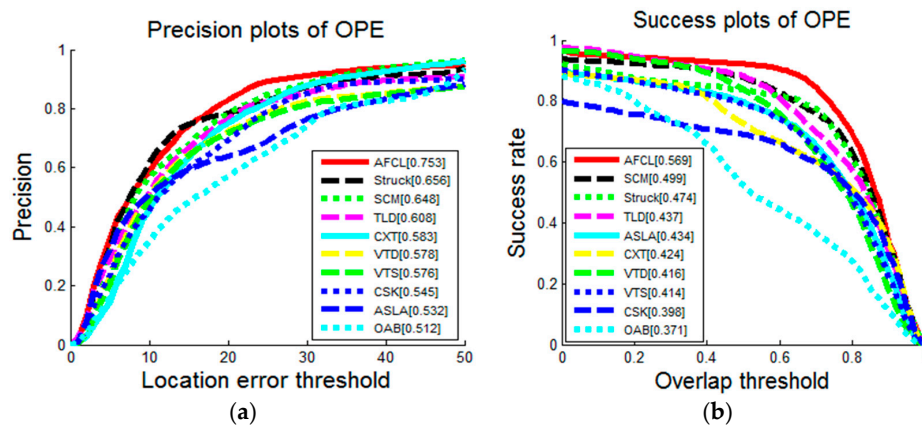 Precision plots of OPE
1
0.8
0.6
0.4
0.2
0
Precision
0
10
20
30
40
50
Location error threshold
AFCL[0.753]
Struck[0.656]
SCM[0.648]
TLD[0.608]
CXT[0.583]
VTD[0.578]
VTS[0.576]
CSK[0.545]
ASLA[0.532]
OAB[0.512]
(a)
Success plots of OPE
1
0.8
0.6
0.4
0.2
0
Success rate
0
0.2
0.4
0.6
0.8
Overlap threshold
AFCL[0.569]
SCM[0.499]
Struck[0.474]
TLD[0.437]
ASLA[0.434]
CXT[0.424]
VTD[0.416]
VTS[0.414]
CSK[0.398]
OAB[0.371]
(b)